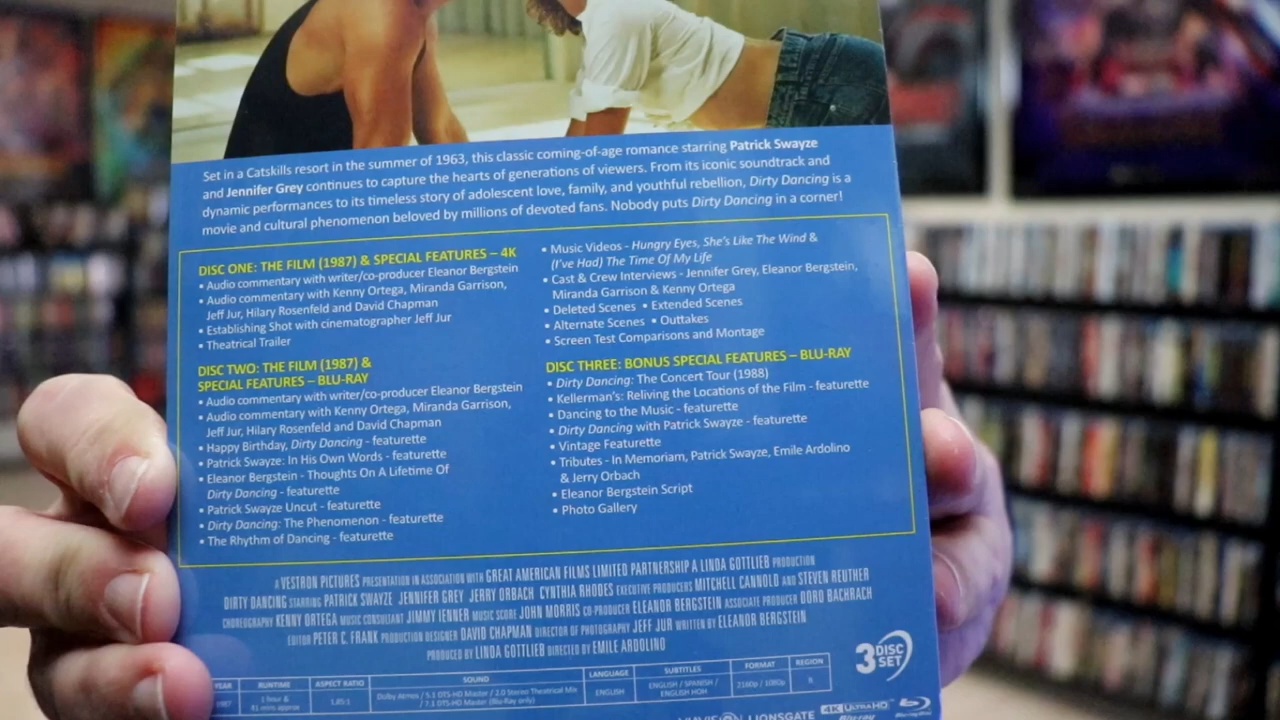 Set in a Catskills resort in the summer of 1963, this classic coming-of-age romance starring Patrick Swayze
and Jennifer Grey continues to capture the hearts of generations of viewers. From its iconic soundtrack and
dynamic performances to its timeless story of adolescent love, family, and youthful rebellion, Dirty Dancing is a
movie and cultural phenomenon beloved by millions of devoted fans. Nobody puts Dirty Dancing in a corner!
DISC ONE: THE FILM (1987) & SPECIAL FEATURES – 4K
• Audio commentary with writer/co-producer Eleanor Bergstein
• Audio commentary with Kenny Ortega, Miranda Garrison,
Jeff Jur, Hilary Rosenfeld and David Chapman
• Establishing Shot with cinematographer Jeff Jur
• Theatrical Trailer
DISC TWO: THE FILM (1987) &
SPECIAL FEATURES – BLU-RAY
• Audio commentary with writer/co-producer Eleanor Bergstein
• Audio commentary with Kenny Ortega, Miranda Garrison,
Jeff Jur, Hilary Rosenfeld and David Chapman
• Happy Birthday, Dirty Dancing - featurette
• Patrick Swayze: In His Own Words - featurette
• Eleanor Bergstein - Thoughts On A Lifetime Of
Dirty Dancing - featurette
• Patrick Swayze Uncut - featurette
• Dirty Dancing: The Phenomenon - featurette
• The Rhythm of Dancing - featurette
• Music Videos - Hungry Eyes, She's Like The Wind &
(I've Had) The Time Of My Life
• Cast & Crew Interviews - Jennifer Grey, Eleanor Bergstein,
Miranda Garrison & Kenny Ortega
• Deleted Scenes • Extended Scenes
• Alternate Scenes • Outtakes
• Screen Test Comparisons and Montage
DISC THREE: BONUS SPECIAL FEATURES – BLU-RAY
• Dirty Dancing: The Concert Tour (1988)
• Kellerman's: Reliving the Locations of the Film - featurette
• Dancing to the Music - featurette
• Dirty Dancing with Patrick Swayze - featurette
• Vintage Featurette
• Tributes - In Memoriam, Patrick Swayze, Emile Ardolino
& Jerry Orbach
• Eleanor Bergstein Script
• Photo Gallery
A VESTRON PICTURES PRESENTATION IN ASSOCIATION WITH GREAT AMERICAN FILMS LIMITED PARTNERSHIP A LINDA GOTTLIEB PRODUCTION
DIRTY DANCING STARRING PATRICK SWAYZE JENNIFER GREY JERRY ORBACH CYNTHIA RHODES EXECUTIVE PRODUCERS MITCHELL CANNOLD AND STEVEN REUTHER
CHOREOGRAPHY KENNY ORTEGA MUSIC CONSULTANT JIMMY IENNER MUSIC SCORE JOHN MORRIS CO-PRODUCER ELEANOR BERGSTEIN ASSOCIATE PRODUCER DORO BACHRACH
EDITOR PETER C. FRANK PRODUCTION DESIGNER DAVID CHAPMAN DIRECTOR OF PHOTOGRAPHY JEFF JUR WRITTEN BY ELEANOR BERGSTEIN
PRODUCED BY LINDA GOTTLIEB DIRECTED BY EMILE ARDOLINO
3 DISC SET
YEAR RUNTIME ASPECT RATIO SOUND LANGUAGE SUBTITLES FORMAT REGION
1987 1 hour & 1.85:1 Dolby Atmos / 5.1 DTS-HD Master / 2.0 Stereo Theatrical Mix ENGLISH ENGLISH / SPANISH / 2160p / 1080p
mins approx / 7.1 DTS-HD Master (Blu-Ray only) ENGLISH HOH
LIONSGATE 4K ULTRA HD Blu-ray